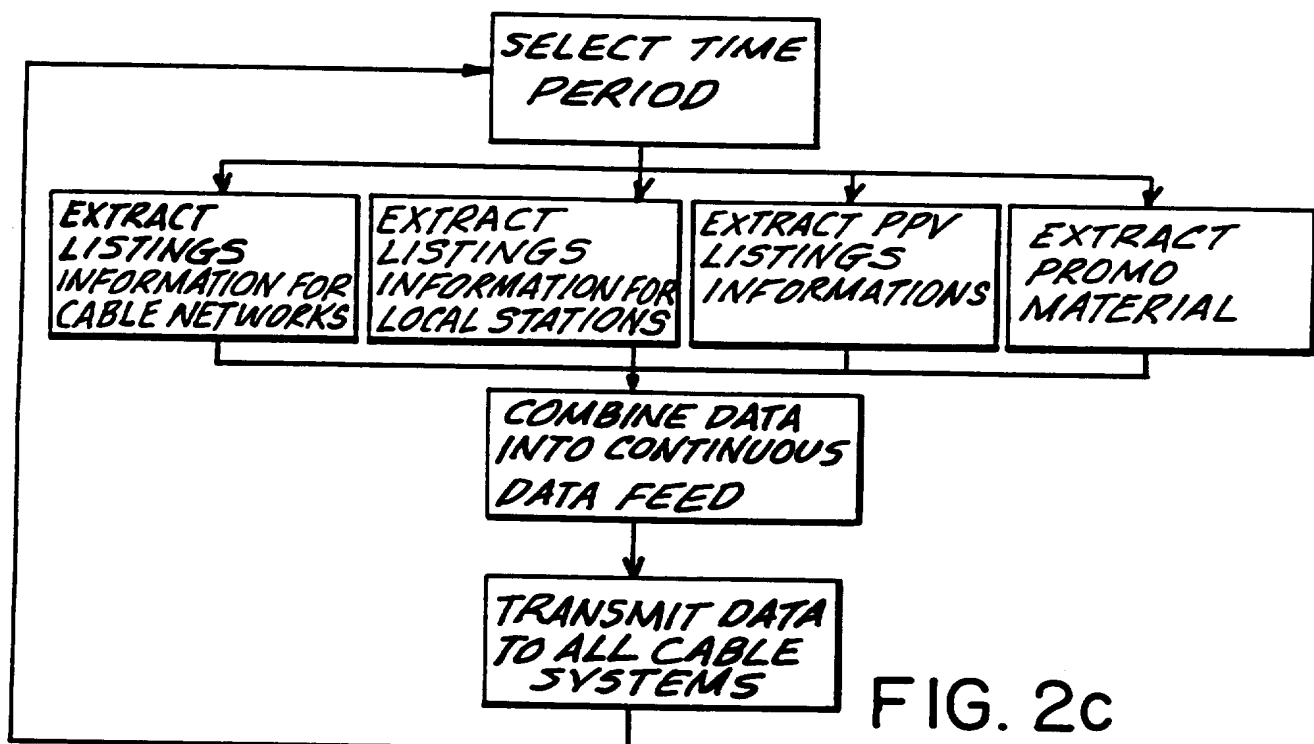 SELECT TIME
PERIOD
EXTRACT
LISTINGS
INFORMATION FOR
CABLE NETWORKS
EXTRACT
LISTINGS
INFORMATION FOR
LOCAL STATIONS
EXTRACT PPV
LISTINGS
INFORMATIONS
EXTRACT
PROMO
MATERIAL
COMBINE DATA
INTO CONTINUOUS
DATA FEED
TRANSMIT DATA
TO ALL CABLE
SYSTEMS
FIG. 2c